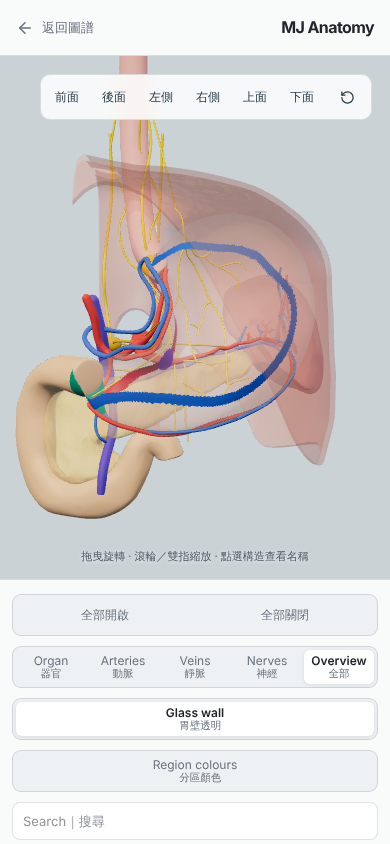 返回圖譜
MJ Anatomy
前面 後面 左側 右側 上面 下面
拖曳旋轉 · 滾輪／雙指縮放 · 點選構造查看名稱
全部開啟 全部關閉
Organ Arteries Veins Nerves Overview
器官 動脈 靜脈 神經 全部
Glass wall
胃壁透明
Region colours
分區顏色
Search｜搜尋